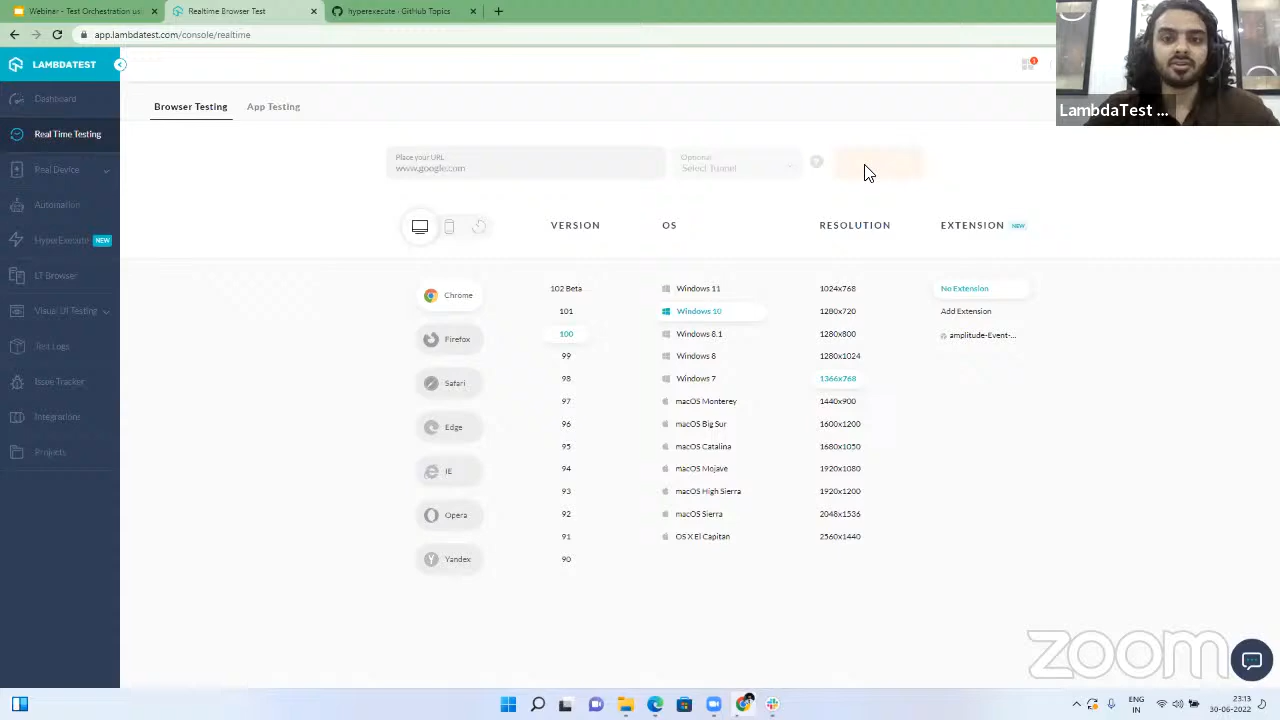 Webinar - Test Orchestration us
Realtime Browser Test
hyperexecute · GitHub Topics
app.lambdatest.com/console/realtime
LAMBDATEST
LambdaTest ...
Dashboard
Real Time Testing
Real Device
Automation
HyperExecute NEW
LT Browser
Visual UI Testing
Test Logs
Issue Tracker
Integrations
Projects
Browser Testing App Testing
Place your URL
www.google.com
Optional
Select Tunnel
?
VERSION OS RESOLUTION EXTENSION NEW
Chrome
Firefox
Safari
Edge
IE
Opera
Yandex
102 Beta
101
100
99
98
97
96
95
94
93
92
91
90
Windows 11
Windows 10
Windows 8.1
Windows 8
Windows 7
macOS Monterey
macOS Big Sur
macOS Catalina
macOS Mojave
macOS High Sierra
macOS Sierra
OS X El Capitan
1024x768
1280x720
1280x800
1280x1024
1366x768
1440x900
1600x1200
1680x1050
1920x1080
1920x1200
2048x1536
2560x1440
No Extension
Add Extension
amplitude-Event-...
zoom
ENG
IN
23:13
30-06-2022